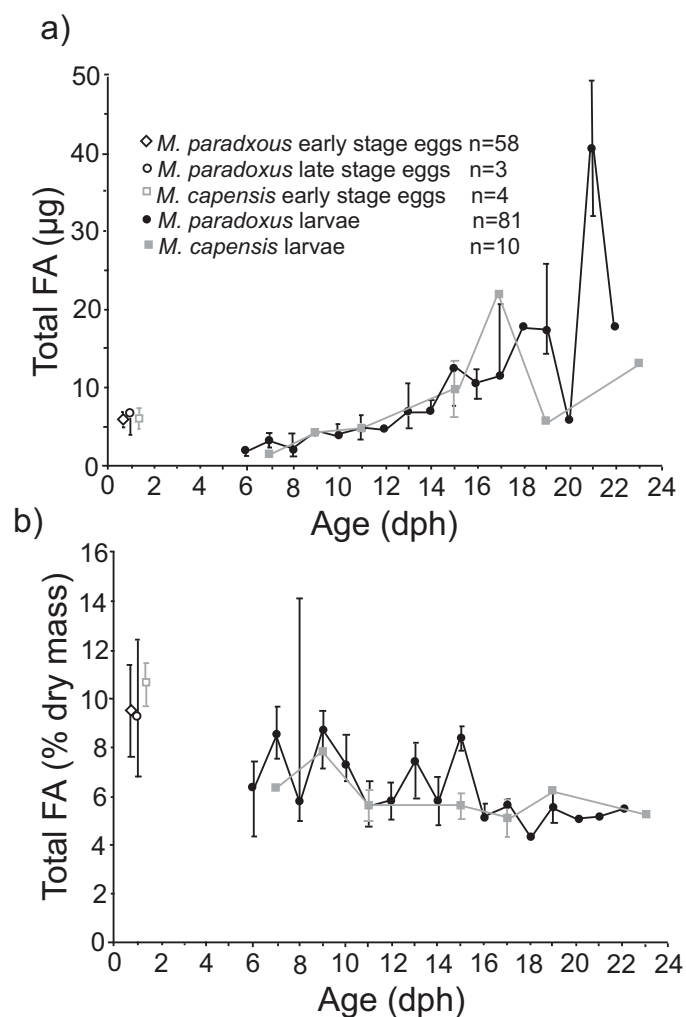 a)
50
40
30
20
10
0
Total FA (µg)
M. paradxous early stage eggs n=58
M. paradoxus late stage eggs n=3
M. capensis early stage eggs n=4
M. paradoxus larvae n=81
M. capensis larvae n=10
0 2 4 6 8 10 12 14 16 18 20 22 24
Age (dph)
b)
16
14
12
10
8
6
4
2
0
Total FA (% dry mass)
0 2 4 6 8 10 12 14 16 18 20 22 24
Age (dph)